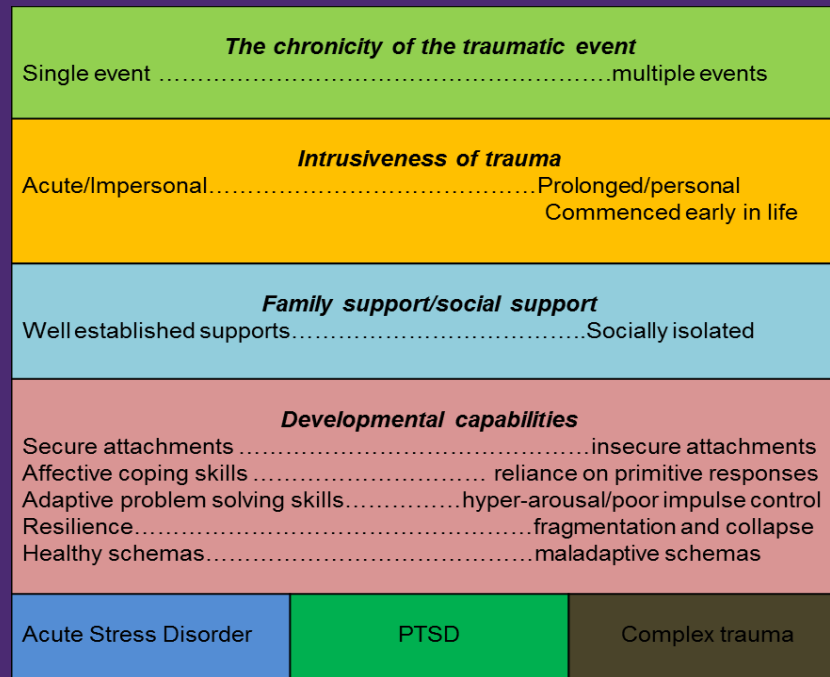 The chronicity of the traumatic event
Single event ……………………………………………….multiple events
Intrusiveness of trauma
Acute/Impersonal……………………………………Prolonged/personal
Commenced early in life
Family support/social support
Well established supports………………………………..Socially isolated
Developmental capabilities
Secure attachments …………………………………………insecure attachments
Affective coping skills ………………………… reliance on primitive responses
Adaptive problem solving skills……………hyper-arousal/poor impulse control
Resilience……………………………………………fragmentation and collapse
Healthy schemas……………………………………maladaptive schemas
Acute Stress Disorder PTSD Complex trauma